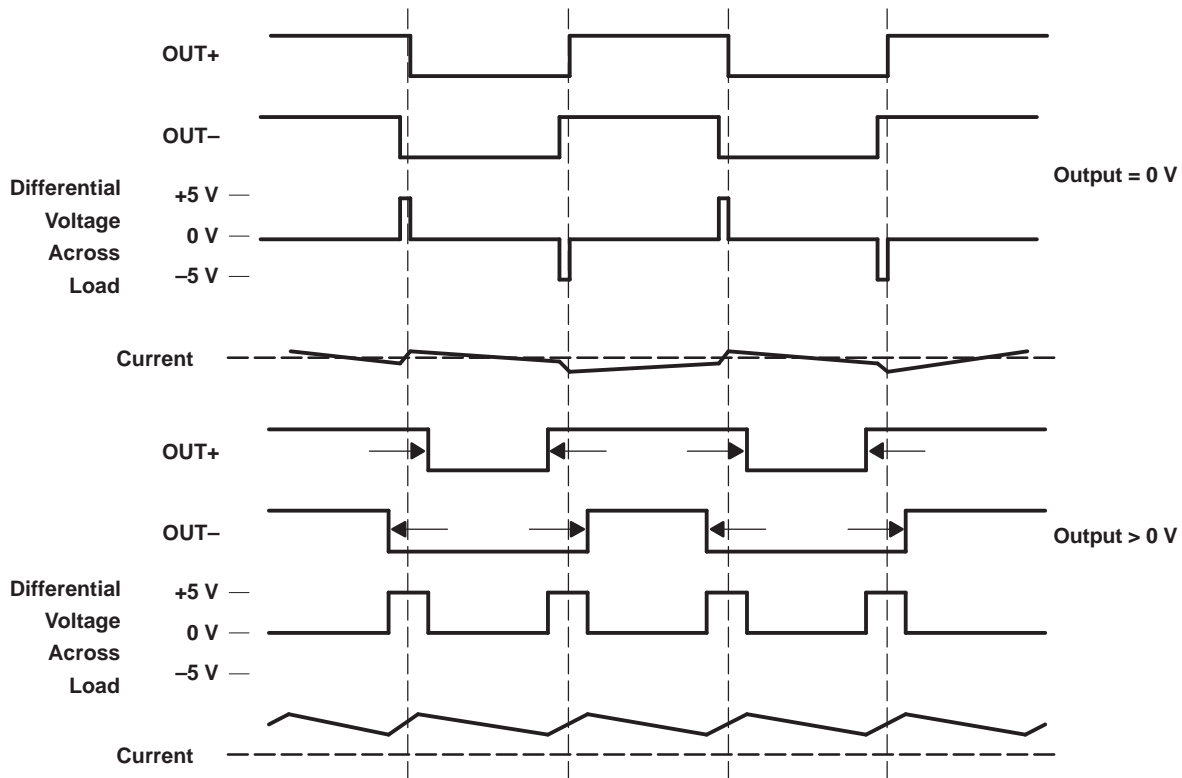 OUT+
OUT–
Output = 0 V
Differential
Voltage
Across
Load
+5 V
0 V
–5 V
Current
OUT+
OUT–
Output > 0 V
Differential
Voltage
Across
Load
+5 V
0 V
–5 V
Current